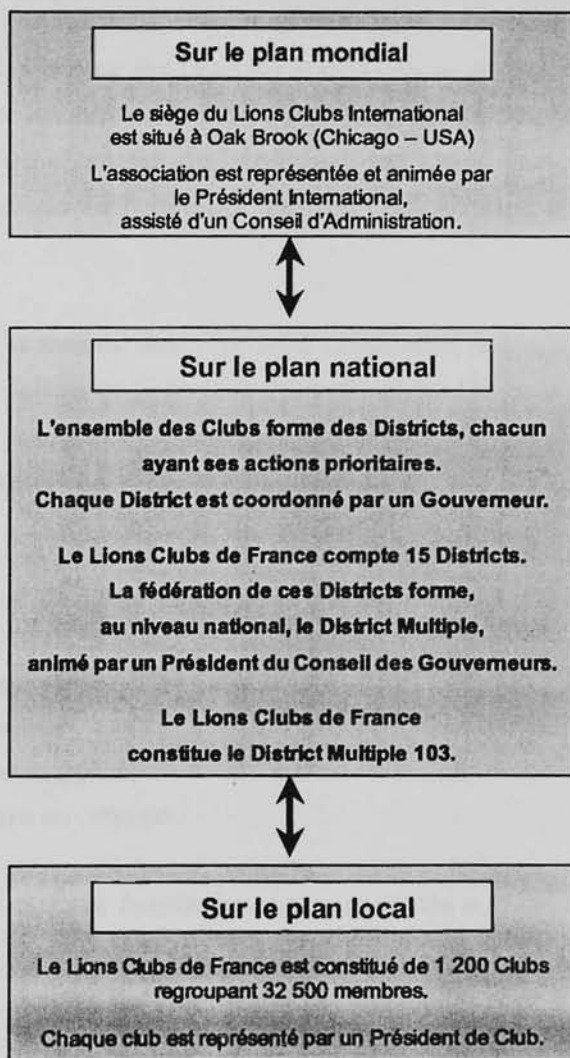 Sur le plan mondial
Le siège du Lions Clubs International
est situé à Oak Brook (Chicago – USA)
L'association est représentée et animée par
le Président International,
assisté d'un Conseil d'Administration.
Sur le plan national
L'ensemble des Clubs forme des Districts, chacun
ayant ses actions prioritaires.
Chaque District est coordonné par un Gouverneur.
Le Lions Clubs de France compte 15 Districts.
La fédération de ces Districts forme,
au niveau national, le District Multiple,
animé par un Président du Conseil des Gouverneurs.
Le Lions Clubs de France
constitue le District Multiple 103.
Sur le plan local
Le Lions Clubs de France est constitué de 1 200 Clubs
regroupant 32 500 membres.
Chaque club est représenté par un Président de Club.